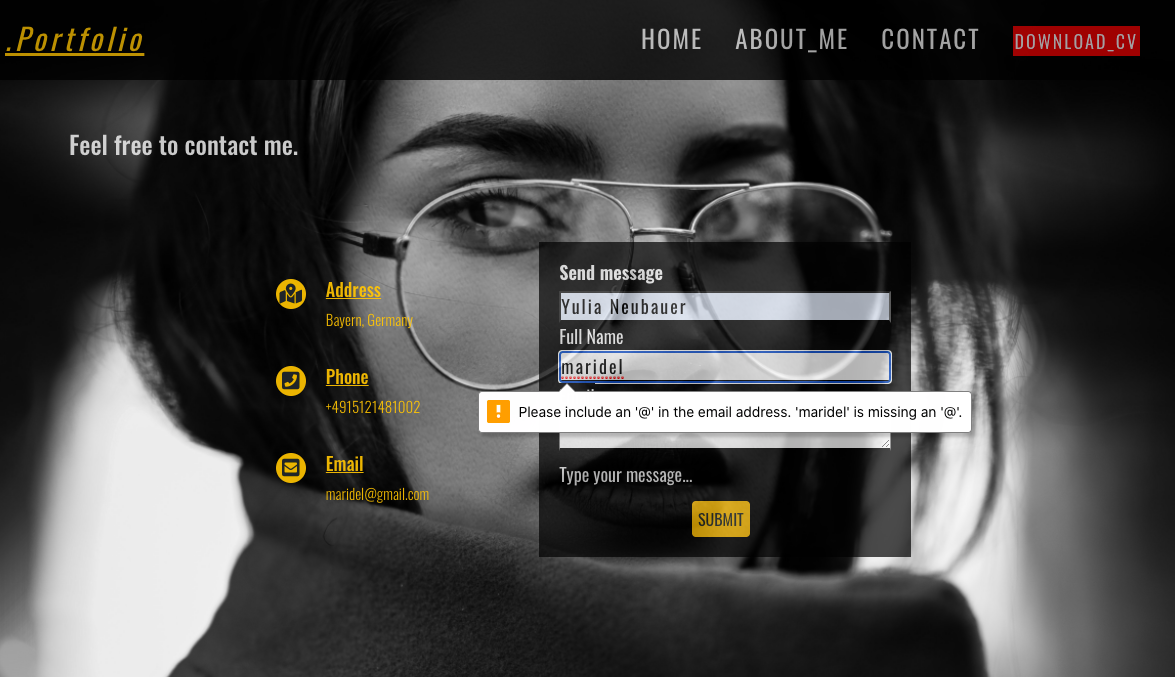 .Portfolio
HOME
ABOUT_ME
CONTACT
DOWNLOAD_CV
Feel free to contact me.
Address
Bayern, Germany
Phone
+4915121481002
Email
maridel@gmail.com
Send message
Yulia Neubauer
Full Name
maridel
Please include an '@' in the email address. 'maridel' is missing an '@'.
Type your message...
SUBMIT